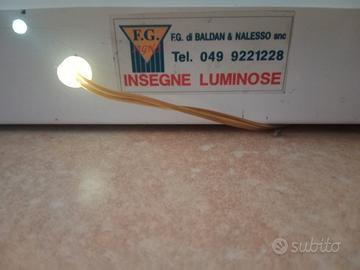 F.G.
F.G. di BALDAN & NALESSO snc
Tel. 049 9221228
INSEGNE LUMINOSE
subito